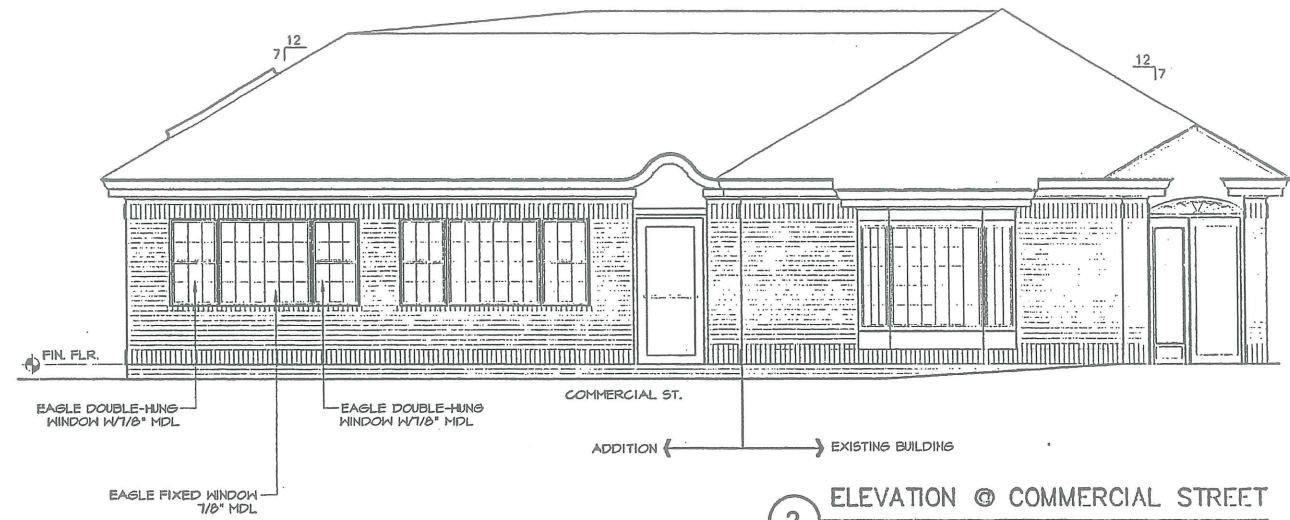 12
7
12
7
FIN. FLR.
EAGLE DOUBLE-HUNG
WINDOW W/7/8" MDL
EAGLE DOUBLE-HUNG
WINDOW W/7/8" MDL
EAGLE FIXED WINDOW
7/8" MDL
COMMERCIAL ST.
ADDITION
EXISTING BUILDING
2
ELEVATION @ COMMERCIAL STREET